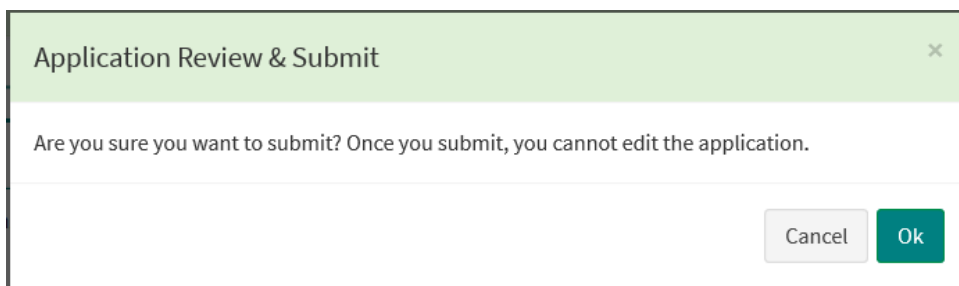 Application Review & Submit
×
Are you sure you want to submit? Once you submit, you cannot edit the application.
Cancel
Ok